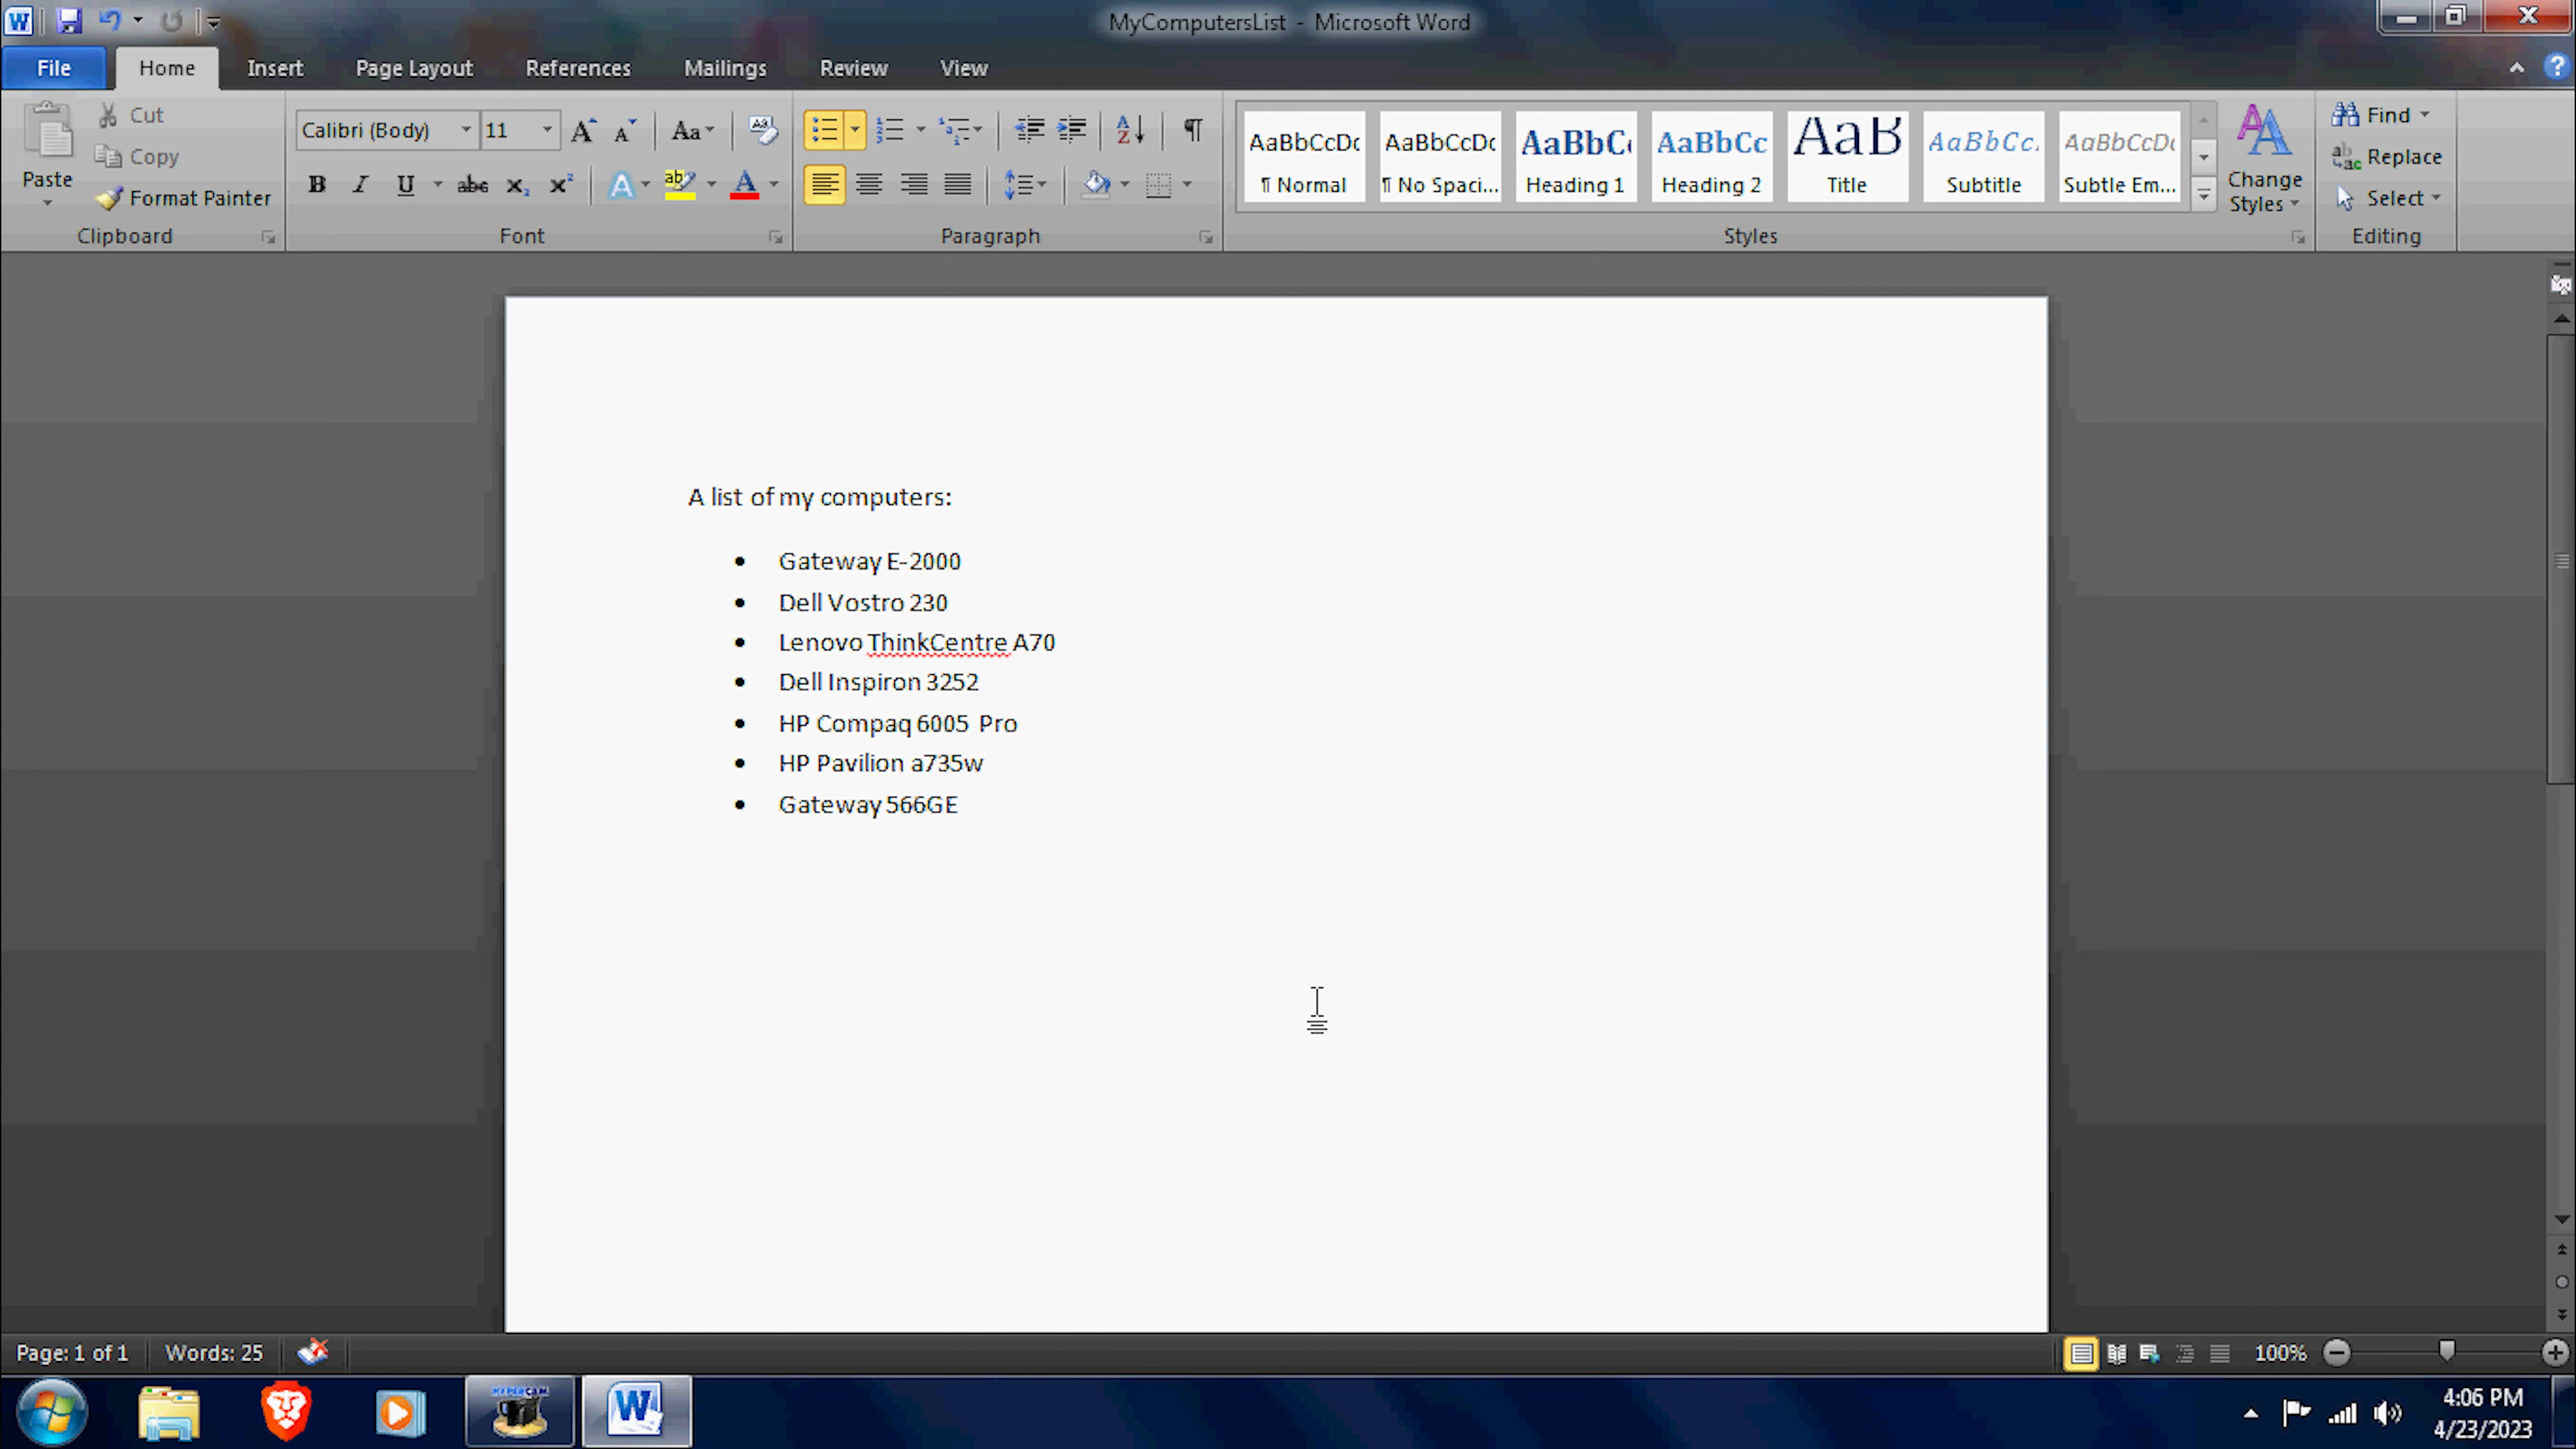 MyComputersList - Microsoft Word
File Home Insert Page Layout References Mailings Review View
Paste
Cut
Copy
Format Painter
Clipboard
Calibri (Body) 11
Font
Paragraph
AaBbCcDc AaBbCcDc AaBbC AaBbCc AaB AaBbCc. AaBbCcDc
¶ Normal ¶ No Spaci... Heading 1 Heading 2 Title Subtitle Subtle Em...
Change
Styles
Styles
Find
Replace
Select
Editing
A list of my computers:
• Gateway E-2000
• Dell Vostro 230
• Lenovo ThinkCentre A70
• Dell Inspiron 3252
• HP Compaq 6005 Pro
• HP Pavilion a735w
• Gateway 566GE
Page: 1 of 1 Words: 25 100%
HYPERCAM
4:06 PM
4/23/2023